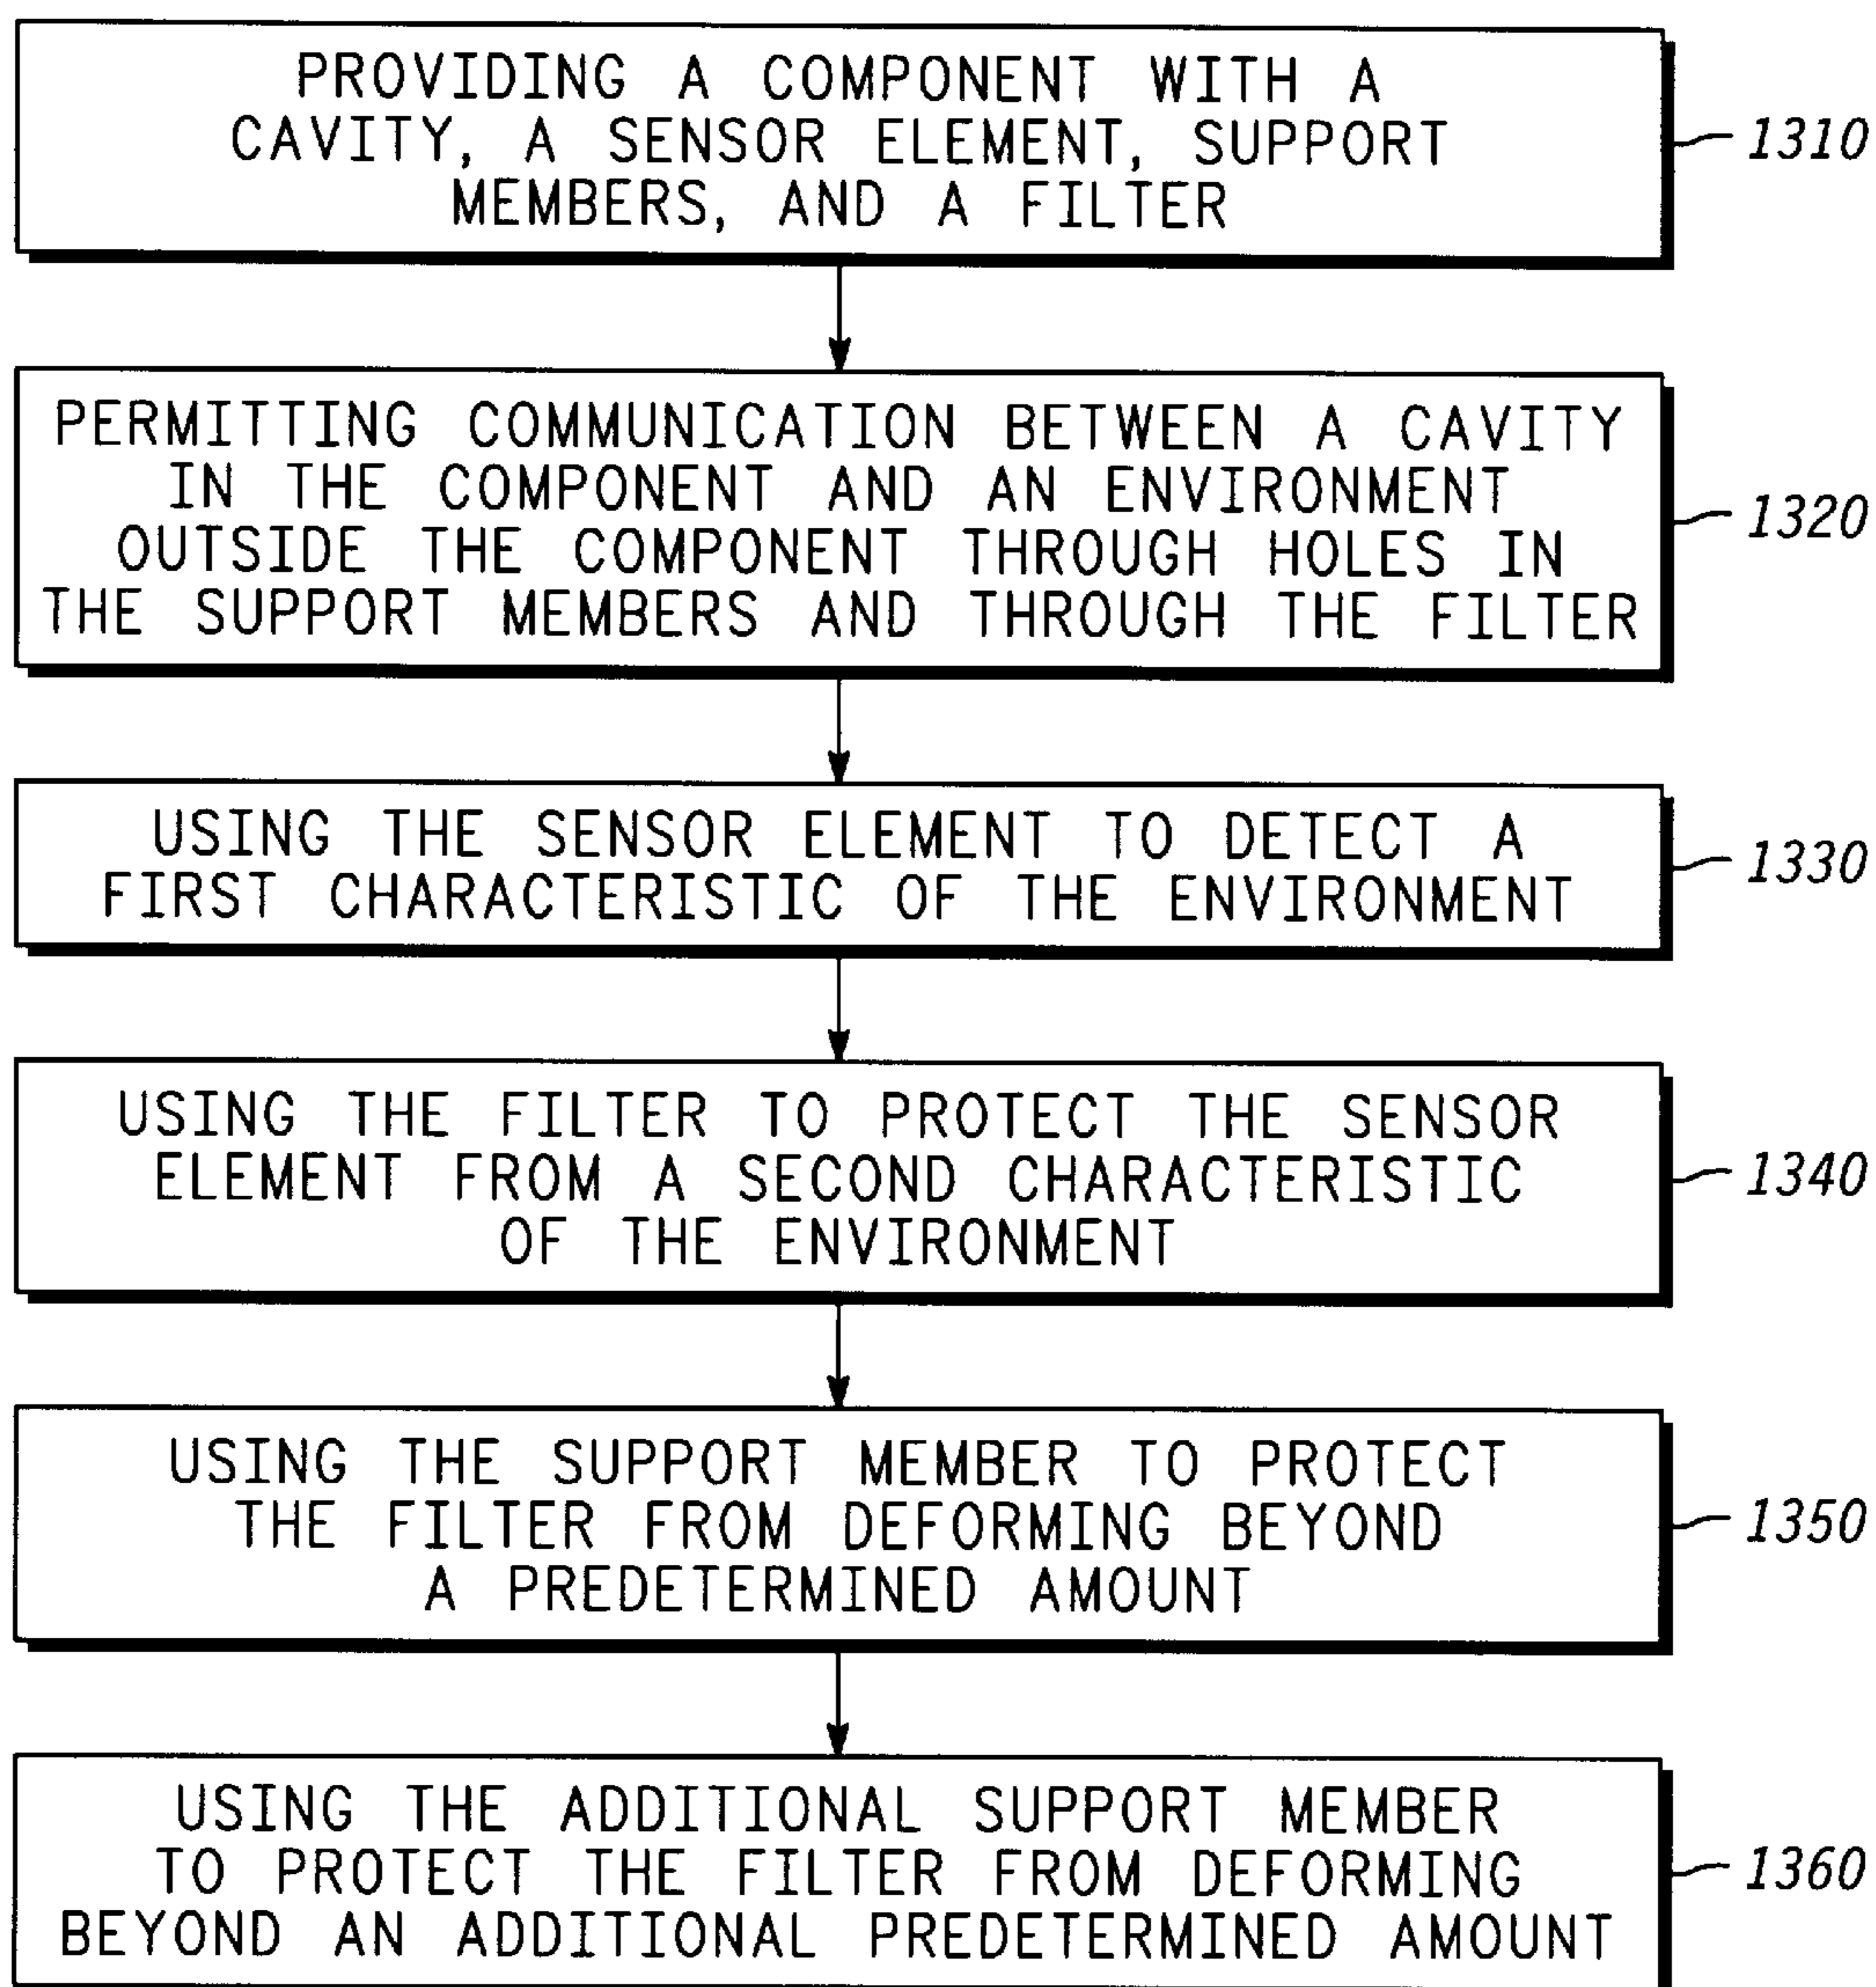 PROVIDING A COMPONENT WITH A
CAVITY, A SENSOR ELEMENT, SUPPORT
MEMBERS, AND A FILTER
1310
PERMITTING COMMUNICATION BETWEEN A CAVITY
IN THE COMPONENT AND AN ENVIRONMENT
OUTSIDE THE COMPONENT THROUGH HOLES IN
THE SUPPORT MEMBERS AND THROUGH THE FILTER
1320
USING THE SENSOR ELEMENT TO DETECT A
FIRST CHARACTERISTIC OF THE ENVIRONMENT
1330
USING THE FILTER TO PROTECT THE SENSOR
ELEMENT FROM A SECOND CHARACTERISTIC
OF THE ENVIRONMENT
1340
USING THE SUPPORT MEMBER TO PROTECT
THE FILTER FROM DEFORMING BEYOND
A PREDETERMINED AMOUNT
1350
USING THE ADDITIONAL SUPPORT MEMBER
TO PROTECT THE FILTER FROM DEFORMING
BEYOND AN ADDITIONAL PREDETERMINED AMOUNT
1360